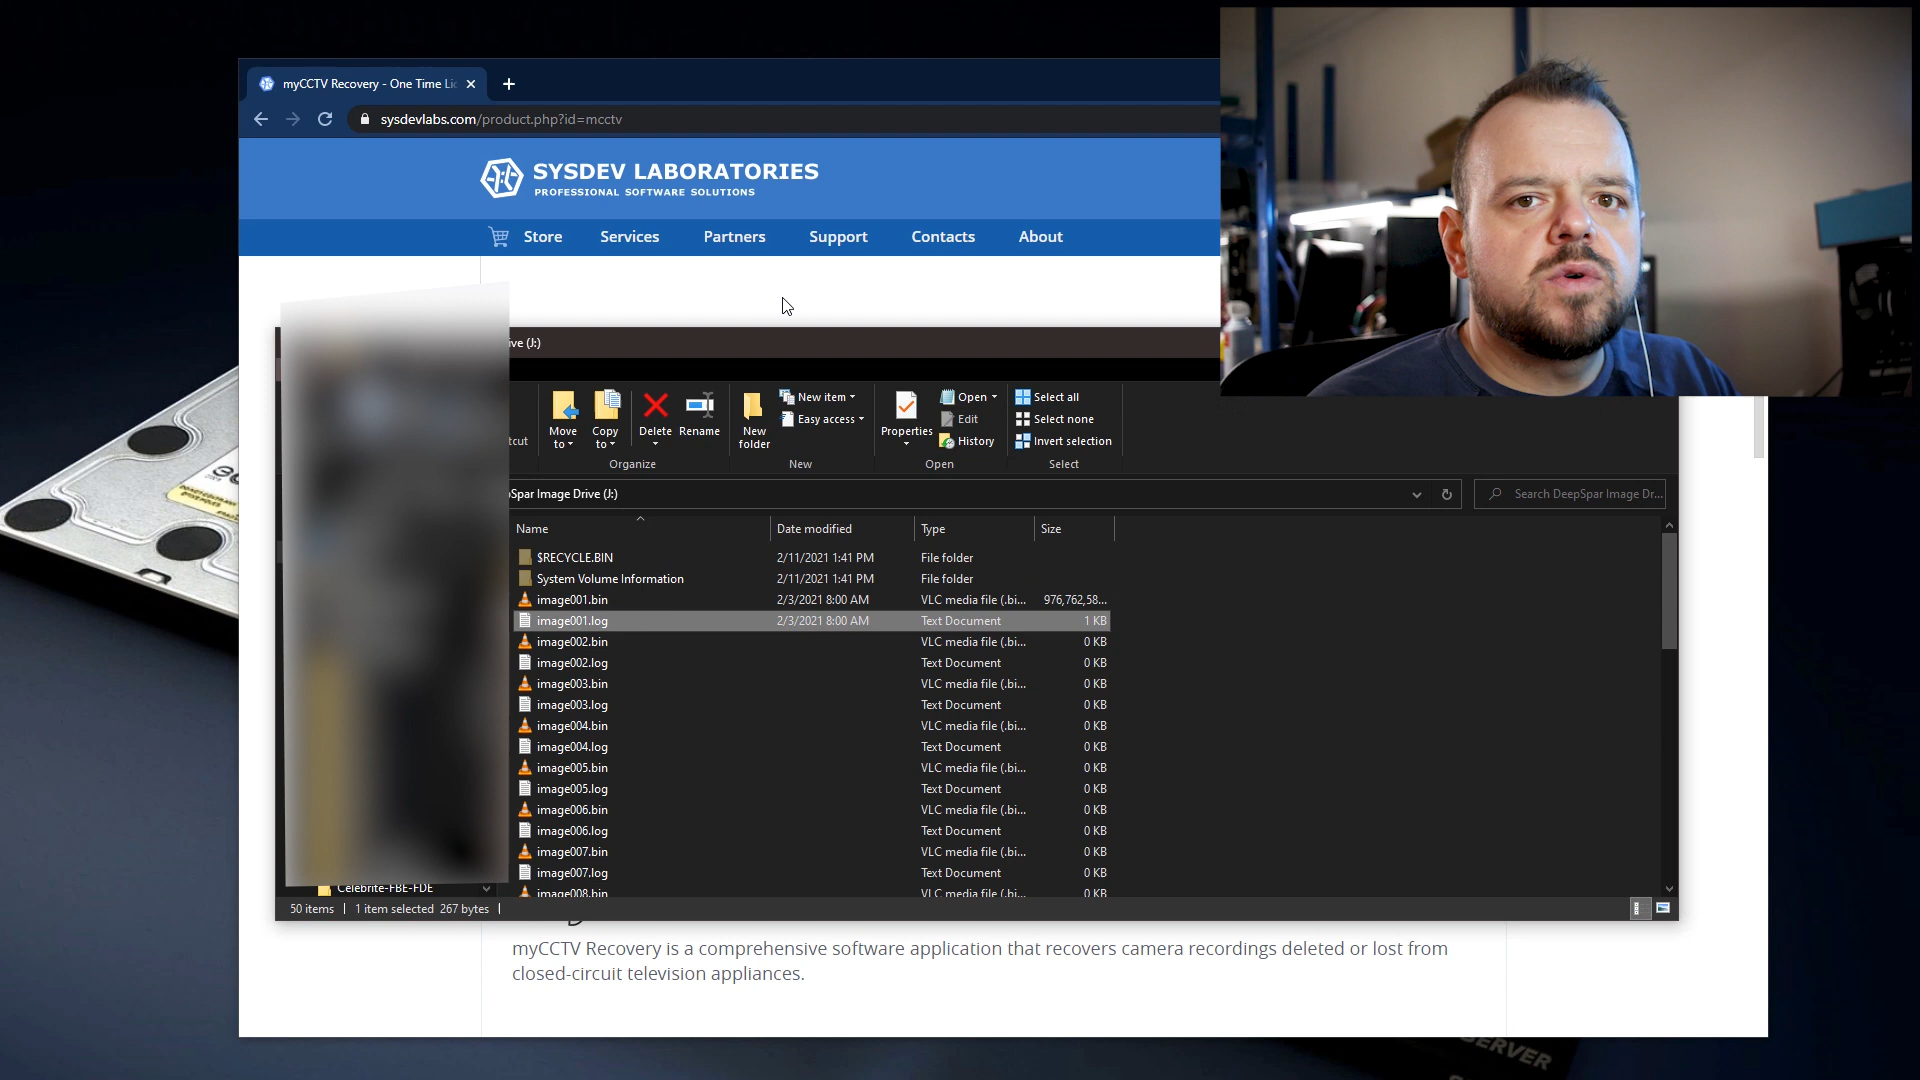 myCCTV Recovery - One Time Lic
sysdevlabs.com/product.php?id=mcctv
SYSDEV LABORATORIES
PROFESSIONAL SOFTWARE SOLUTIONS
Store Services Partners Support Contacts About
ive (J:)
Move to
Copy to
Delete
Rename
New folder
New item
Easy access
Properties
Open
Edit
History
Select all
Select none
Invert selection
Organize New Open Select
Spar Image Drive (J:)
Search DeepSpar Image Dr...
Name Date modified Type Size
$RECYCLE.BIN 2/11/2021 1:41 PM File folder
System Volume Information 2/11/2021 1:41 PM File folder
image001.bin 2/3/2021 8:00 AM VLC media file (.bi... 976,762,58...
image001.log 2/3/2021 8:00 AM Text Document 1 KB
image002.bin VLC media file (.bi... 0 KB
image002.log Text Document 0 KB
image003.bin VLC media file (.bi... 0 KB
image003.log Text Document 0 KB
image004.bin VLC media file (.bi... 0 KB
image004.log Text Document 0 KB
image005.bin VLC media file (.bi... 0 KB
image005.log Text Document 0 KB
image006.bin VLC media file (.bi... 0 KB
image006.log Text Document 0 KB
image007.bin VLC media file (.bi... 0 KB
image007.log Text Document 0 KB
image008.bin VLC media file (.bi... 0 KB
Celebrite-FBE-FDE
50 items 1 item selected 267 bytes
myCCTV Recovery is a comprehensive software application that recovers camera recordings deleted or lost from
closed-circuit television appliances.
SERVER